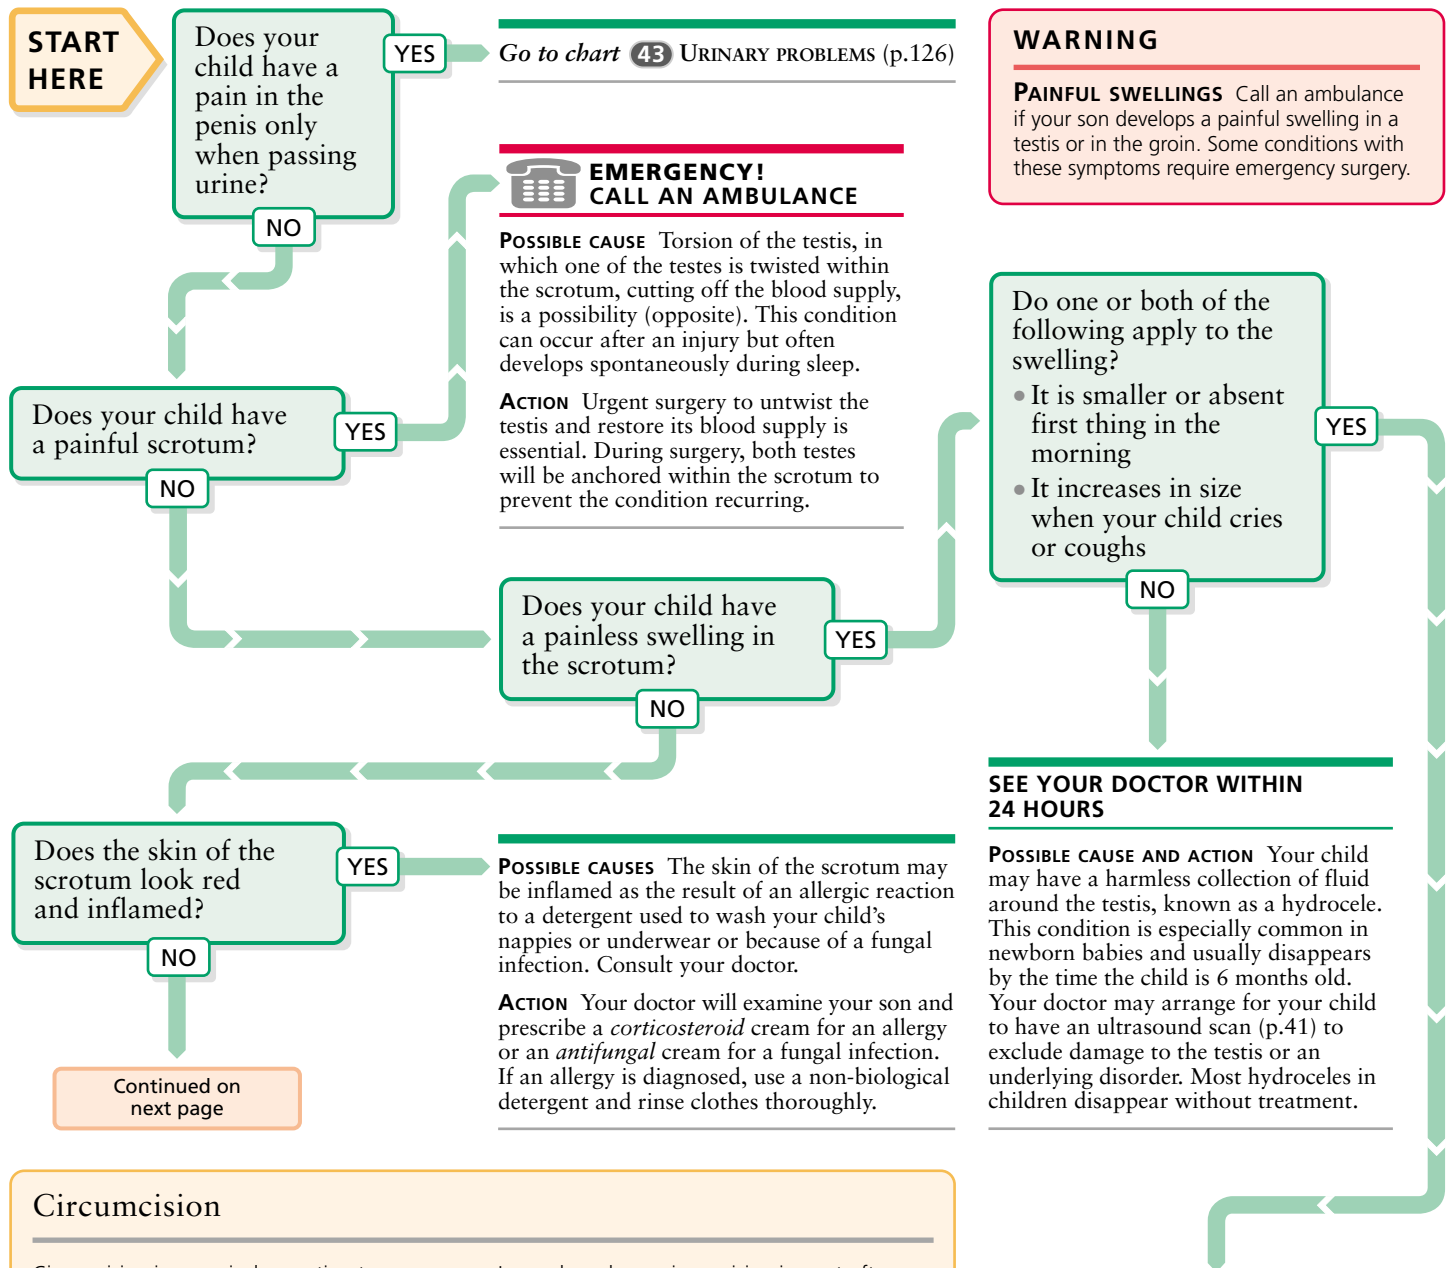 START
HERE
Does your
child have a
pain in the
penis only
when passing
urine?
YES
NO
Go to chart 43 URINARY PROBLEMS (p.126)
WARNING
PAINFUL SWELLINGS Call an ambulance
if your son develops a painful swelling in a
testis or in the groin. Some conditions with
these symptoms require emergency surgery.
EMERGENCY!
CALL AN AMBULANCE
POSSIBLE CAUSE Torsion of the testis, in
which one of the testes is twisted within
the scrotum, cutting off the blood supply,
is a possibility (opposite). This condition
can occur after an injury but often
develops spontaneously during sleep.
ACTION Urgent surgery to untwist the
testis and restore its blood supply is
essential. During surgery, both testes
will be anchored within the scrotum to
prevent the condition recurring.
Does your child have
a painful scrotum?
YES
NO
Do one or both of the
following apply to the
swelling?
• It is smaller or absent
first thing in the
morning
• It increases in size
when your child cries
or coughs
YES
NO
Does your child have
a painless swelling in
the scrotum?
YES
NO
SEE YOUR DOCTOR WITHIN
24 HOURS
POSSIBLE CAUSE AND ACTION Your child
may have a harmless collection of fluid
around the testis, known as a hydrocele.
This condition is especially common in
newborn babies and usually disappears
by the time the child is 6 months old.
Your doctor may arrange for your child
to have an ultrasound scan (p.41) to
exclude damage to the testis or an
underlying disorder. Most hydroceles in
children disappear without treatment.
Does the skin of the
scrotum look red
and inflamed?
YES
NO
POSSIBLE CAUSES The skin of the scrotum may
be inflamed as the result of an allergic reaction
to a detergent used to wash your child's
nappies or underwear or because of a fungal
infection. Consult your doctor.
ACTION Your doctor will examine your son and
prescribe a corticosteroid cream for an allergy
or an antifungal cream for a fungal infection.
If an allergy is diagnosed, use a non-biological
detergent and rinse clothes thoroughly.
Continued on
next page
Circumcision